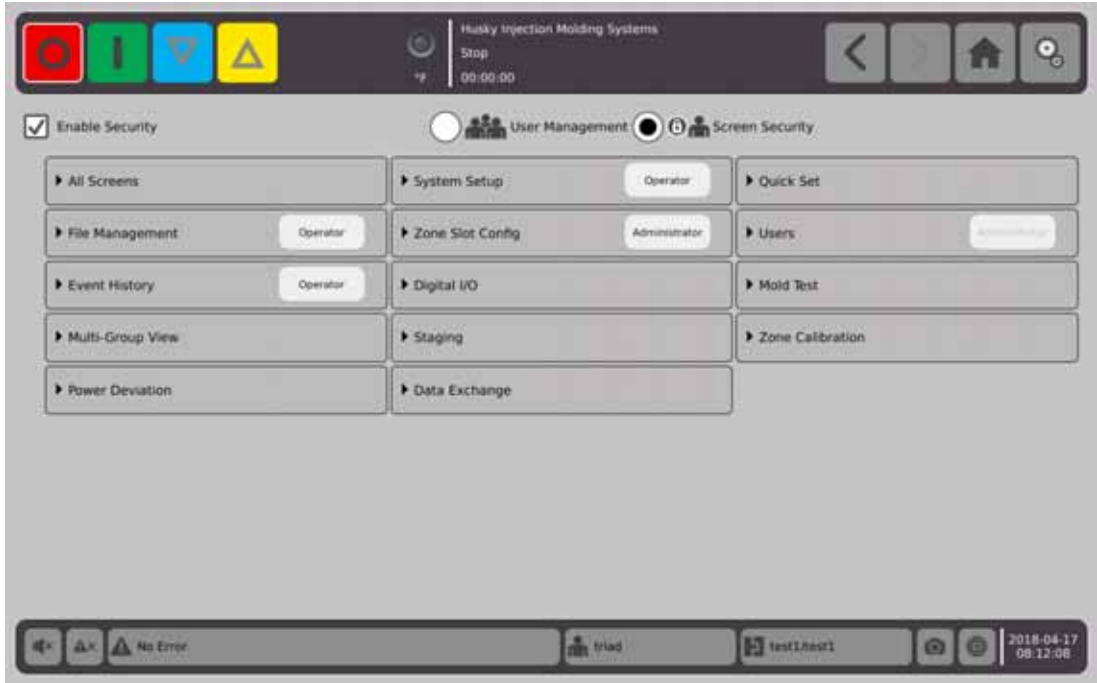 Husky Injection Molding Systems
Stop
°F
00:00:00
Enable Security
User Management
Screen Security
All Screens
System Setup
Operator
Quick Set
File Management
Operator
Zone Slot Config
Administrator
Users
Administrator
Event History
Operator
Digital I/O
Mold Test
Multi-Group View
Staging
Zone Calibration
Power Deviation
Data Exchange
No Error
triad
test1/test1
2018-04-17
08:12:08